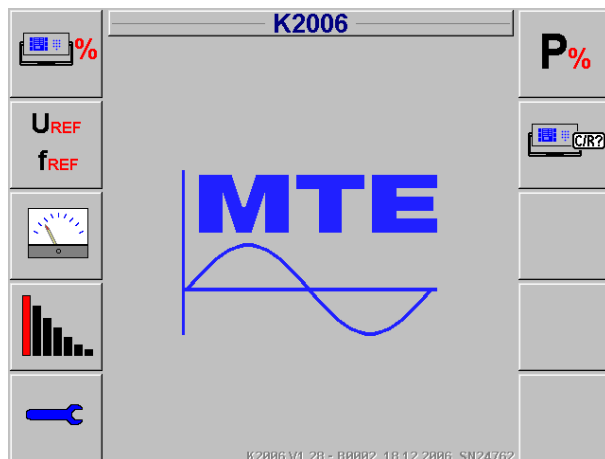 K2006
%
P%
UREF
fREF
C/R?
MTE
K2006 V1.28 - B0002 18.12.2006 SN24762